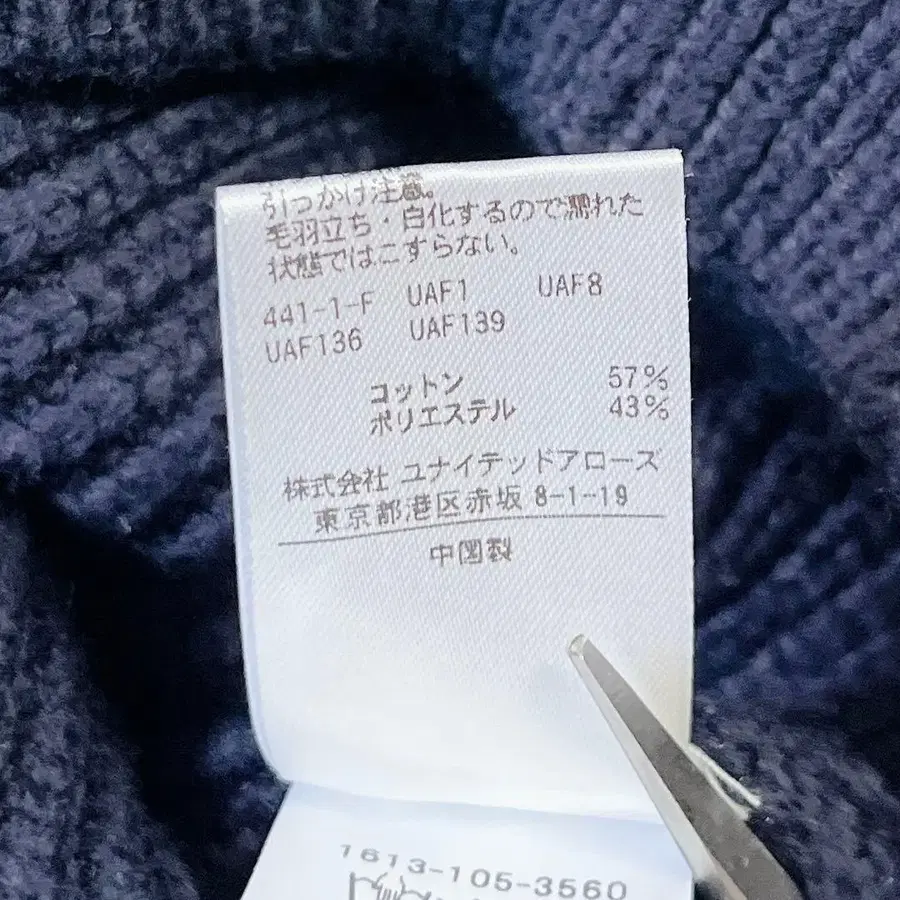 引っかけ注意。
毛羽立ち・白化するので濡れた
状態ではこすらない。
441-1-F UAF1 UAF8
UAF136 UAF139
コットン 57%
ポリエステル 43%
株式会社 ユナイテッドアローズ
東京都港区赤坂 8-1-19
中国製
1613-105-3560